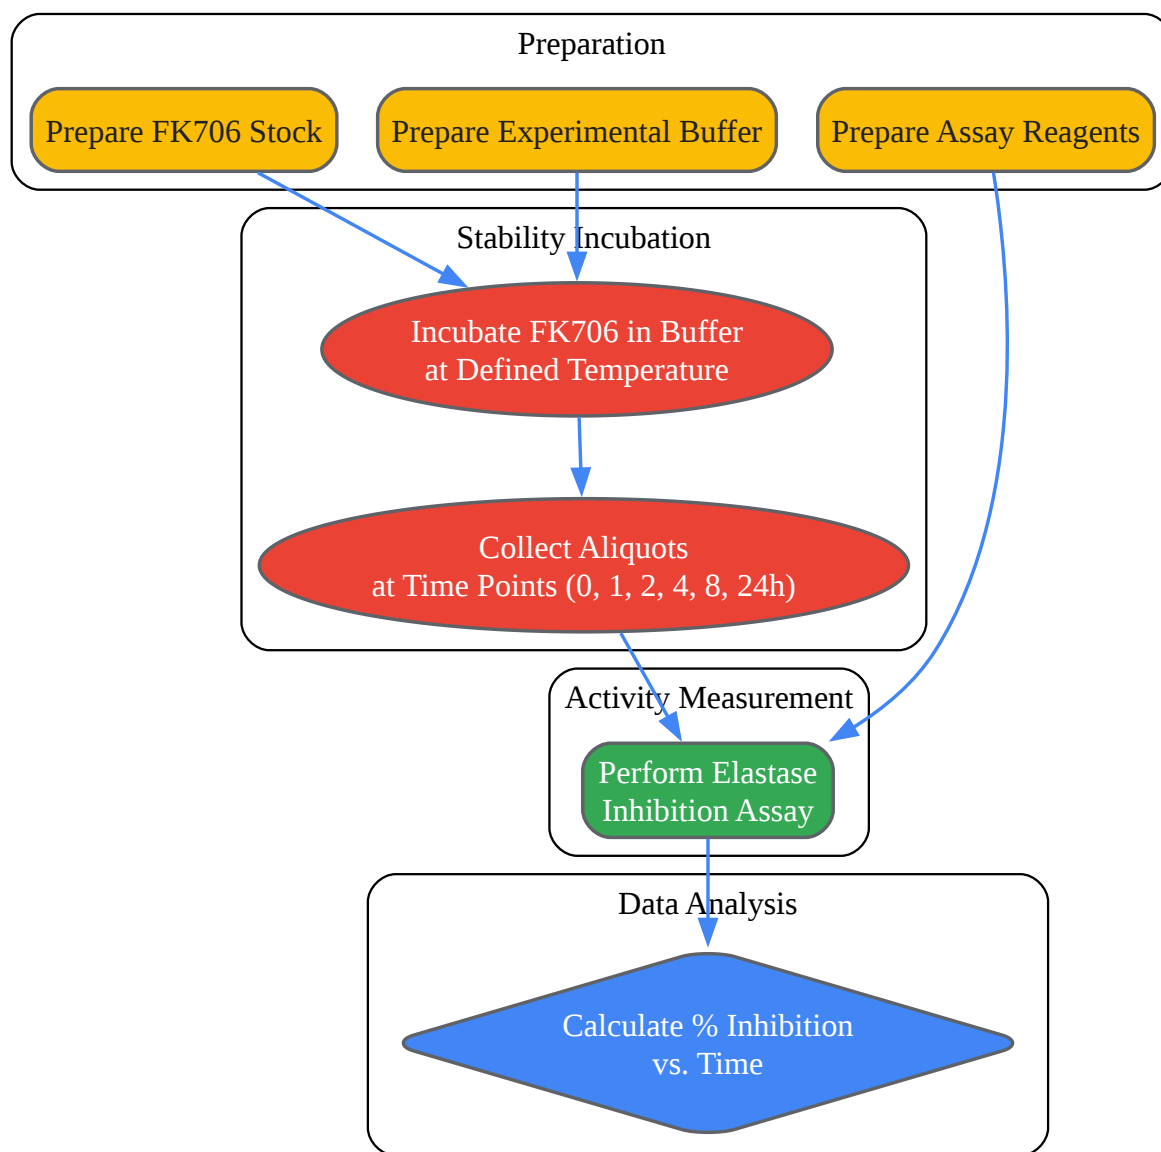 Preparation
Prepare FK706 Stock
Prepare Experimental Buffer
Prepare Assay Reagents
Stability Incubation
Incubate FK706 in Buffer
at Defined Temperature
Collect Aliquots
at Time Points (0, 1, 2, 4, 8, 24h)
Activity Measurement
Perform Elastase
Inhibition Assay
Data Analysis
Calculate % Inhibition
vs. Time